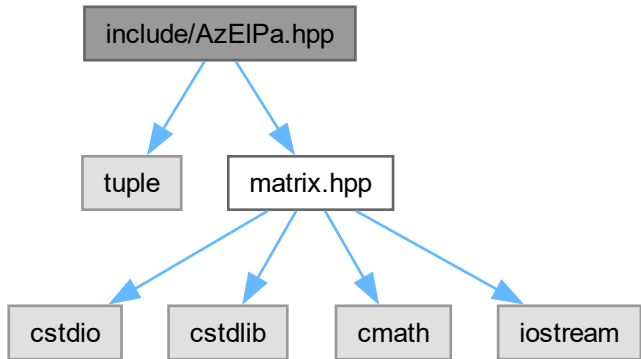 include/AzElPa.hpp
tuple
matrix.hpp
cstdio
cstdlib
cmath
iostream